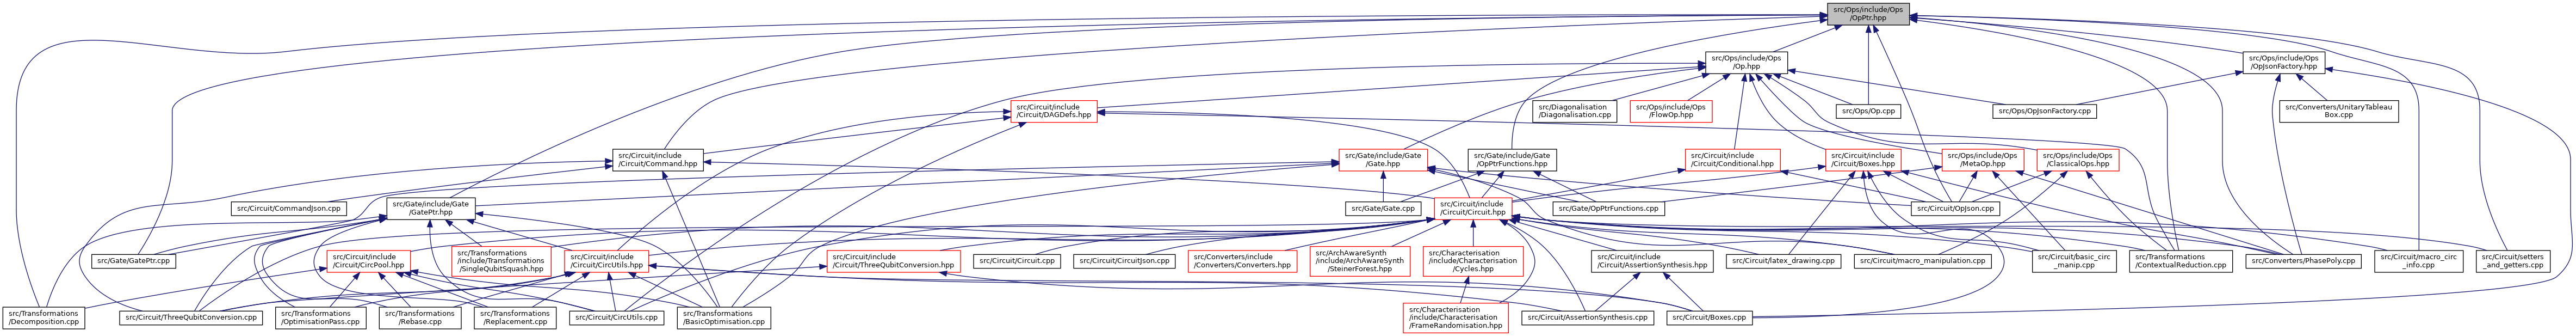 src/Ops/include/Ops
/OpPtr.hpp
src/Ops/include/Ops
/Op.hpp
src/Ops/include/Ops
/OpJsonFactory.hpp
src/Circuit/include
/Circuit/DAGDefs.hpp
src/Diagonalisation
/Diagonalisation.cpp
src/Ops/include/Ops
/FlowOp.hpp
src/Ops/Op.cpp
src/Ops/OpJsonFactory.cpp
src/Converters/UnitaryTableau
Box.cpp
src/Circuit/include
/Circuit/Command.hpp
src/Gate/include/Gate
/Gate.hpp
src/Gate/include/Gate
/OpPtrFunctions.hpp
src/Circuit/include
/Circuit/Conditional.hpp
src/Circuit/include
/Circuit/Boxes.hpp
src/Ops/include/Ops
/MetaOp.hpp
src/Ops/include/Ops
/ClassicalOps.hpp
src/Circuit/CommandJson.cpp
src/Gate/include/Gate
/GatePtr.hpp
src/Gate/Gate.cpp
src/Circuit/include
/Circuit/Circuit.hpp
src/Gate/OpPtrFunctions.cpp
src/Circuit/OpJson.cpp
src/Gate/GatePtr.cpp
src/Circuit/include
/Circuit/CircPool.hpp
src/Transformations
/include/Transformations
/SingleQubitSquash.hpp
src/Circuit/include
/Circuit/CircUtils.hpp
src/Circuit/include
/Circuit/ThreeQubitConversion.hpp
src/Circuit/Circuit.cpp
src/Circuit/CircuitJson.cpp
src/Converters/include
/Converters/Converters.hpp
src/ArchAwareSynth
/include/ArchAwareSynth
/SteinerForest.hpp
src/Characterisation
/include/Characterisation
/Cycles.hpp
src/Circuit/include
/Circuit/AssertionSynthesis.hpp
src/Circuit/latex_drawing.cpp
src/Circuit/macro_manipulation.cpp
src/Circuit/basic_circ
_manip.cpp
src/Transformations
/ContextualReduction.cpp
src/Converters/PhasePoly.cpp
src/Circuit/macro_circ
_info.cpp
src/Circuit/setters
_and_getters.cpp
src/Transformations
/Decomposition.cpp
src/Circuit/ThreeQubitConversion.cpp
src/Transformations
/OptimisationPass.cpp
src/Transformations
/Rebase.cpp
src/Transformations
/Replacement.cpp
src/Circuit/CircUtils.cpp
src/Transformations
/BasicOptimisation.cpp
src/Characterisation
/include/Characterisation
/FrameRandomisation.hpp
src/Circuit/AssertionSynthesis.cpp
src/Circuit/Boxes.cpp